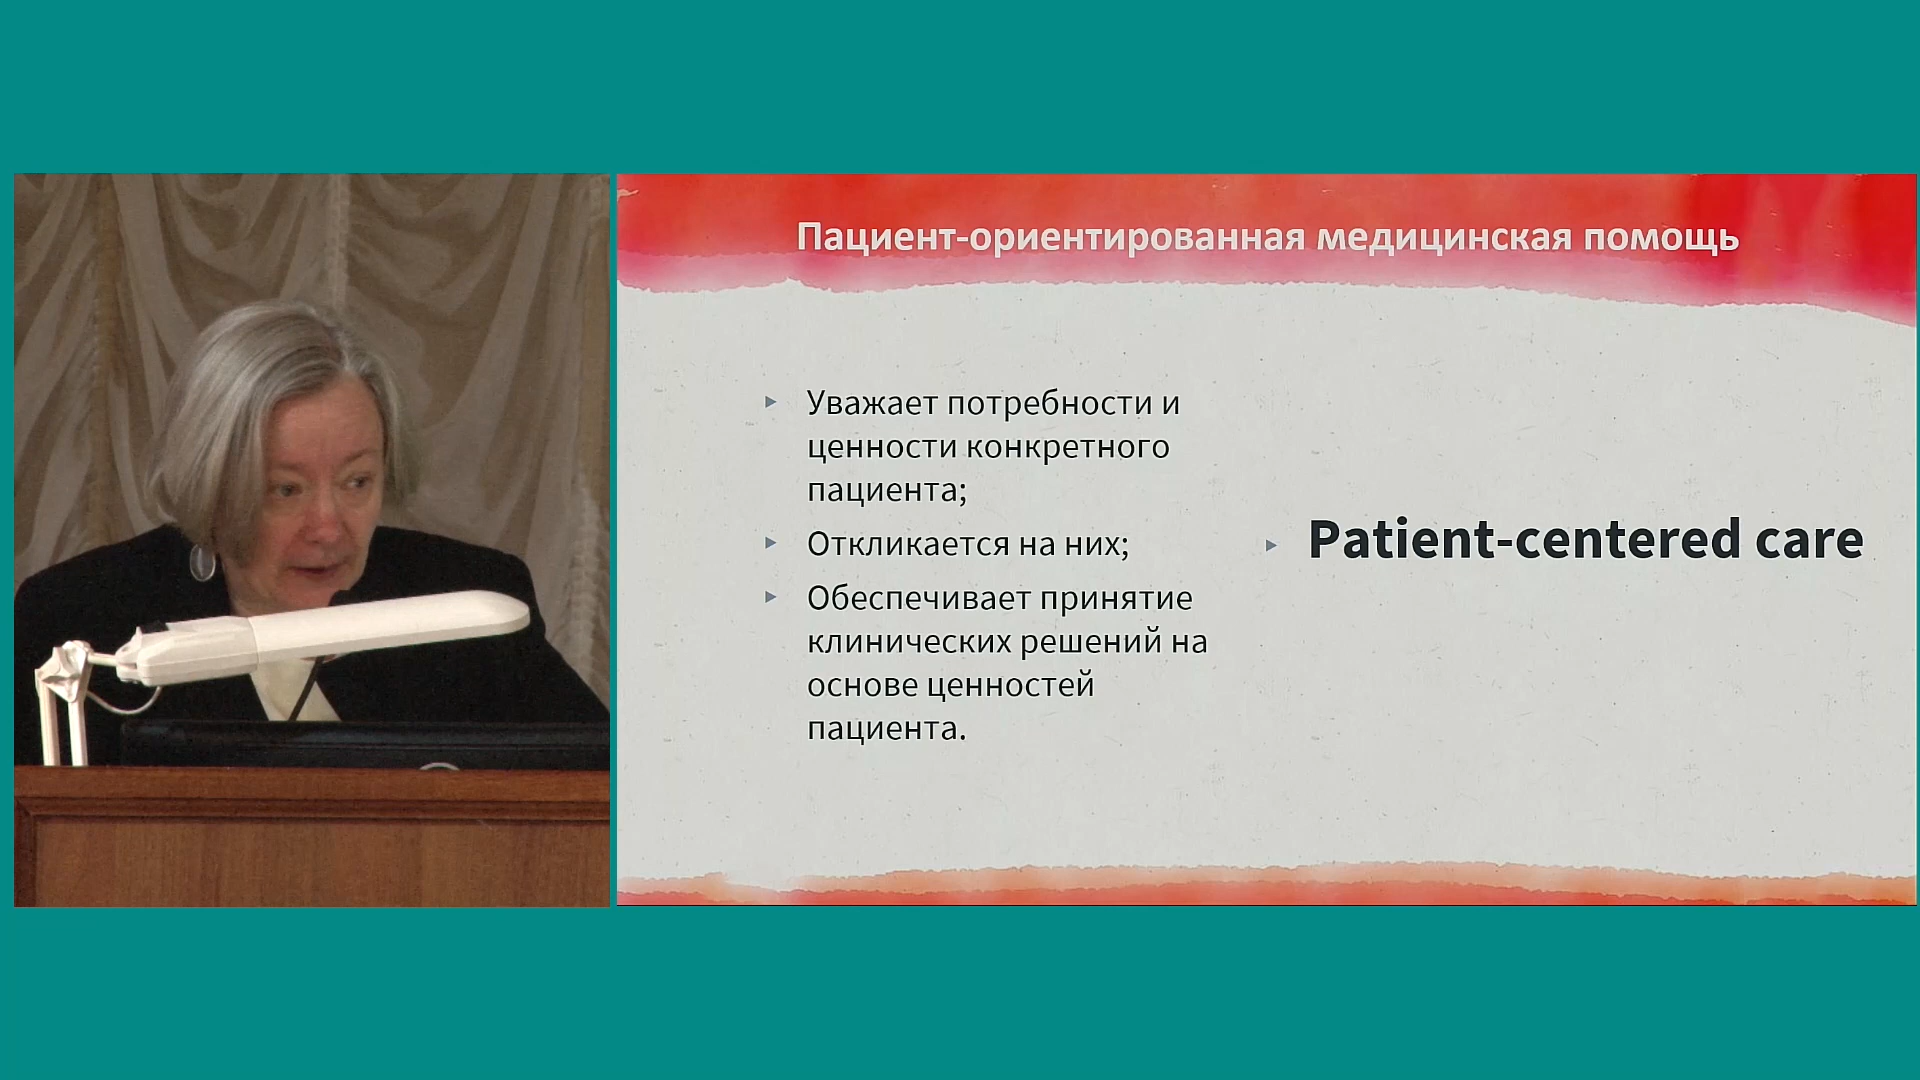 Пациент-ориентированная медицинская помощь
Уважает потребности и
ценности конкретного
пациента;
Откликается на них;
Обеспечивает принятие
клинических решений на
основе ценностей
пациента.
Patient-centered care